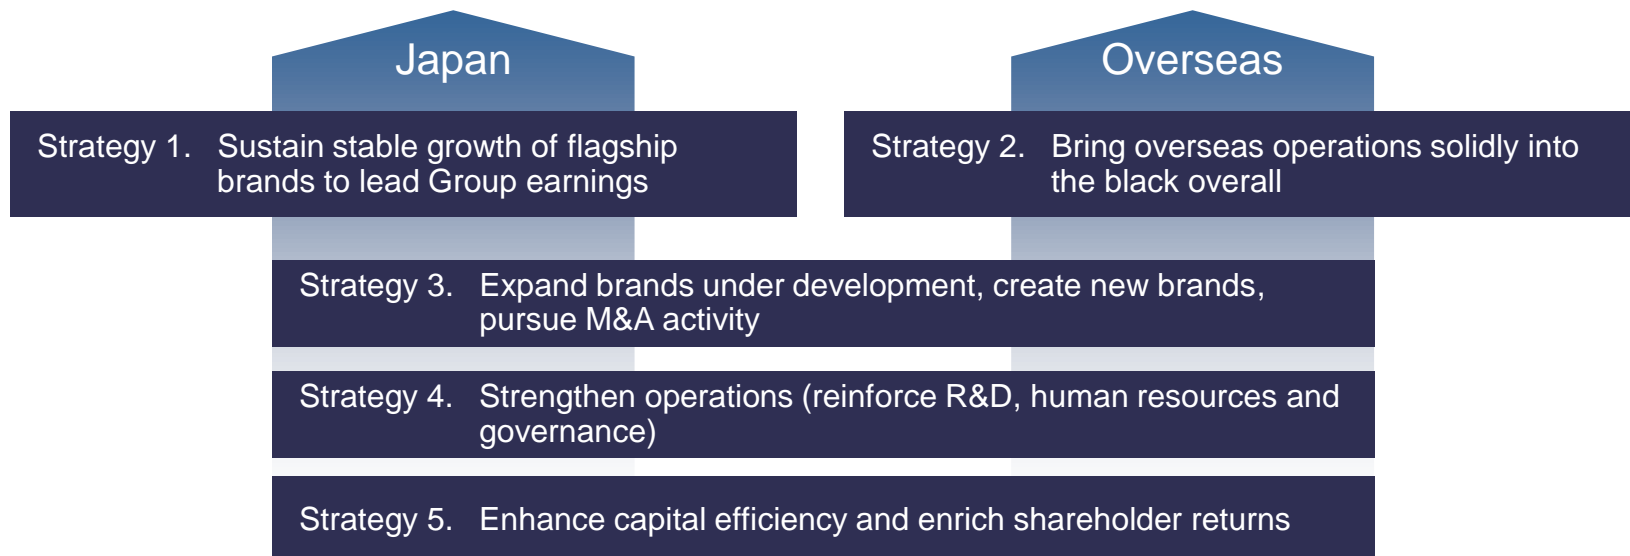 Japan
Overseas
Strategy 1. Sustain stable growth of flagship
brands to lead Group earnings
Strategy 2. Bring overseas operations solidly into
the black overall
Strategy 3. Expand brands under development, create new brands,
pursue M&A activity
Strategy 4. Strengthen operations (reinforce R&D, human resources and
governance)
Strategy 5. Enhance capital efficiency and enrich shareholder returns